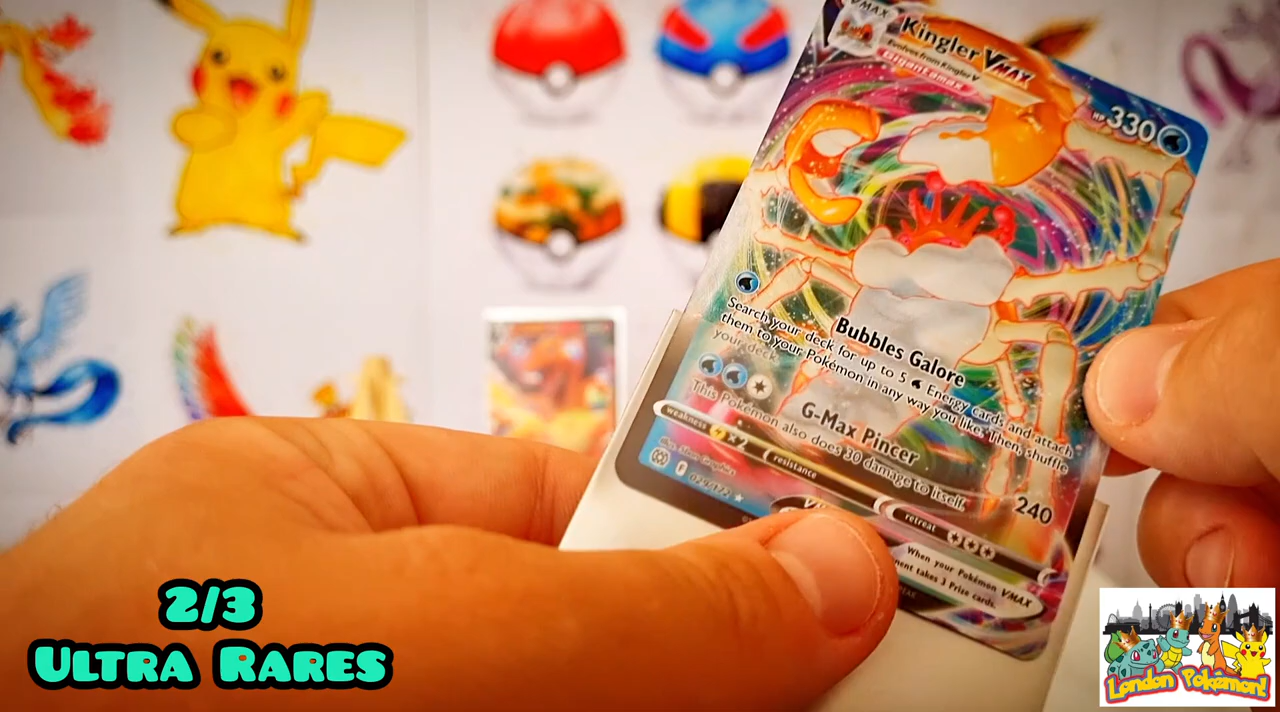 VMAX
Kingler VMAX
Evolves from Kingler V
Gigantamax
HP 330
Bubbles Galore
Search your deck for up to 5 Energy cards and attach
them to your Pokémon in any way you like. Then, shuffle
your deck.
G-Max Pincer
240
This Pokémon also does 30 damage to itself.
weakness ×2
resistance
retreat
029/172
When your Pokémon VMAX
takes 3 Prize cards.
2/3
ULTRA RARES
London Pokémon!